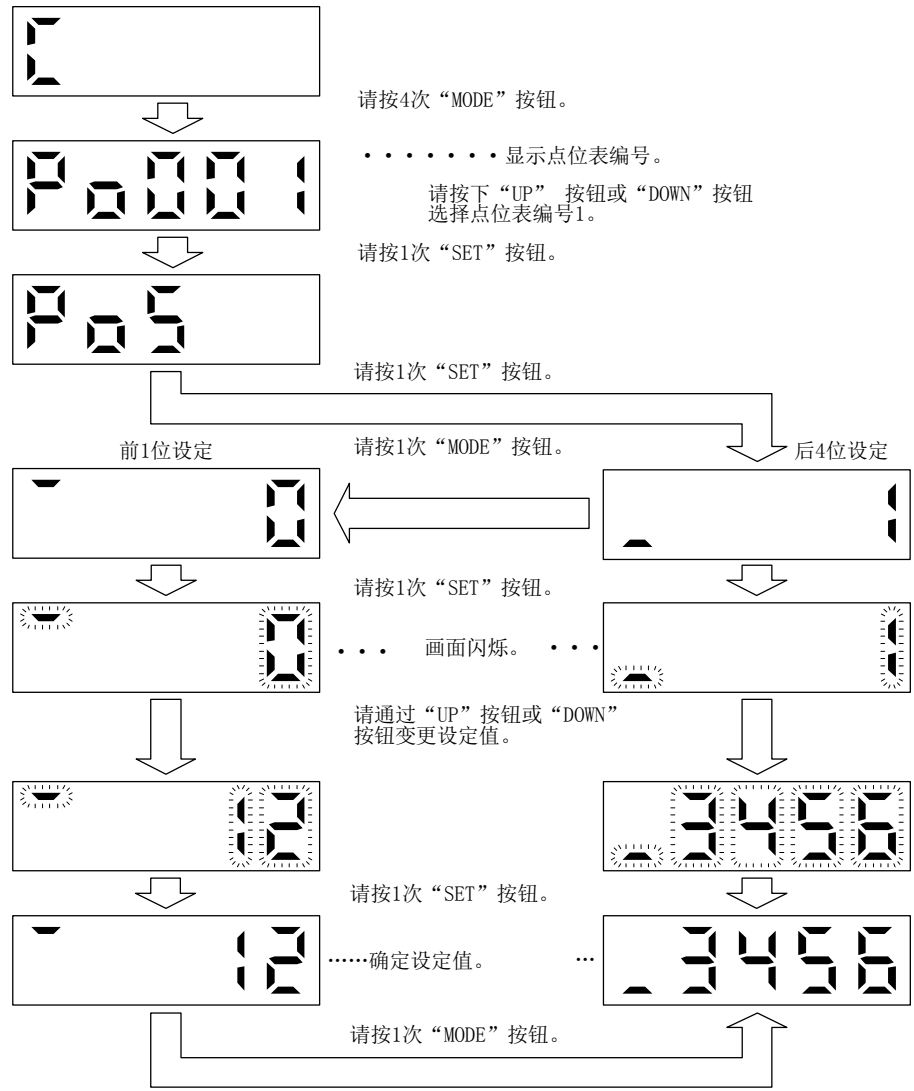 C
请按4次“MODE”按钮。
Po001
·······显示点位表编号。
请按下“UP” 按钮或“DOWN”按钮
选择点位表编号1。
请按1次“SET”按钮。
PoS
请按1次“SET”按钮。
前1位设定
请按1次“MODE”按钮。
后4位设定
0
_ 1
请按1次“SET”按钮。
0
··· 画面闪烁。 ···
_ 1
请通过“UP”按钮或“DOWN”
按钮变更设定值。
12
_3456
请按1次“SET”按钮。
12
……确定设定值。 …
_3456
请按1次“MODE”按钮。